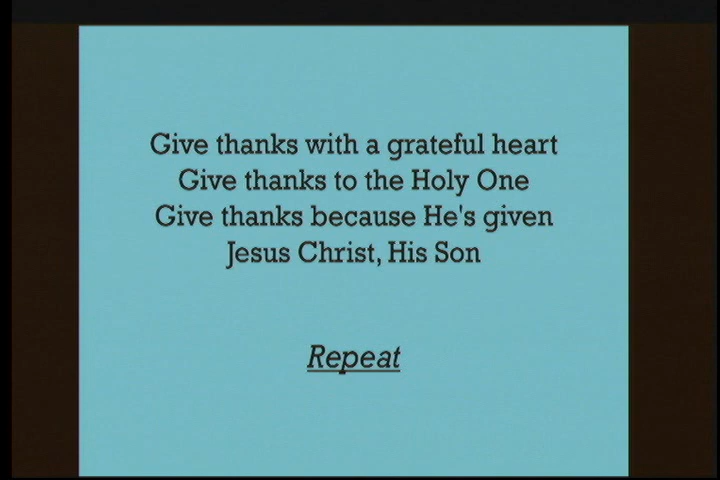 Give thanks with a grateful heart
Give thanks to the Holy One
Give thanks because He's given
Jesus Christ, His Son
Repeat